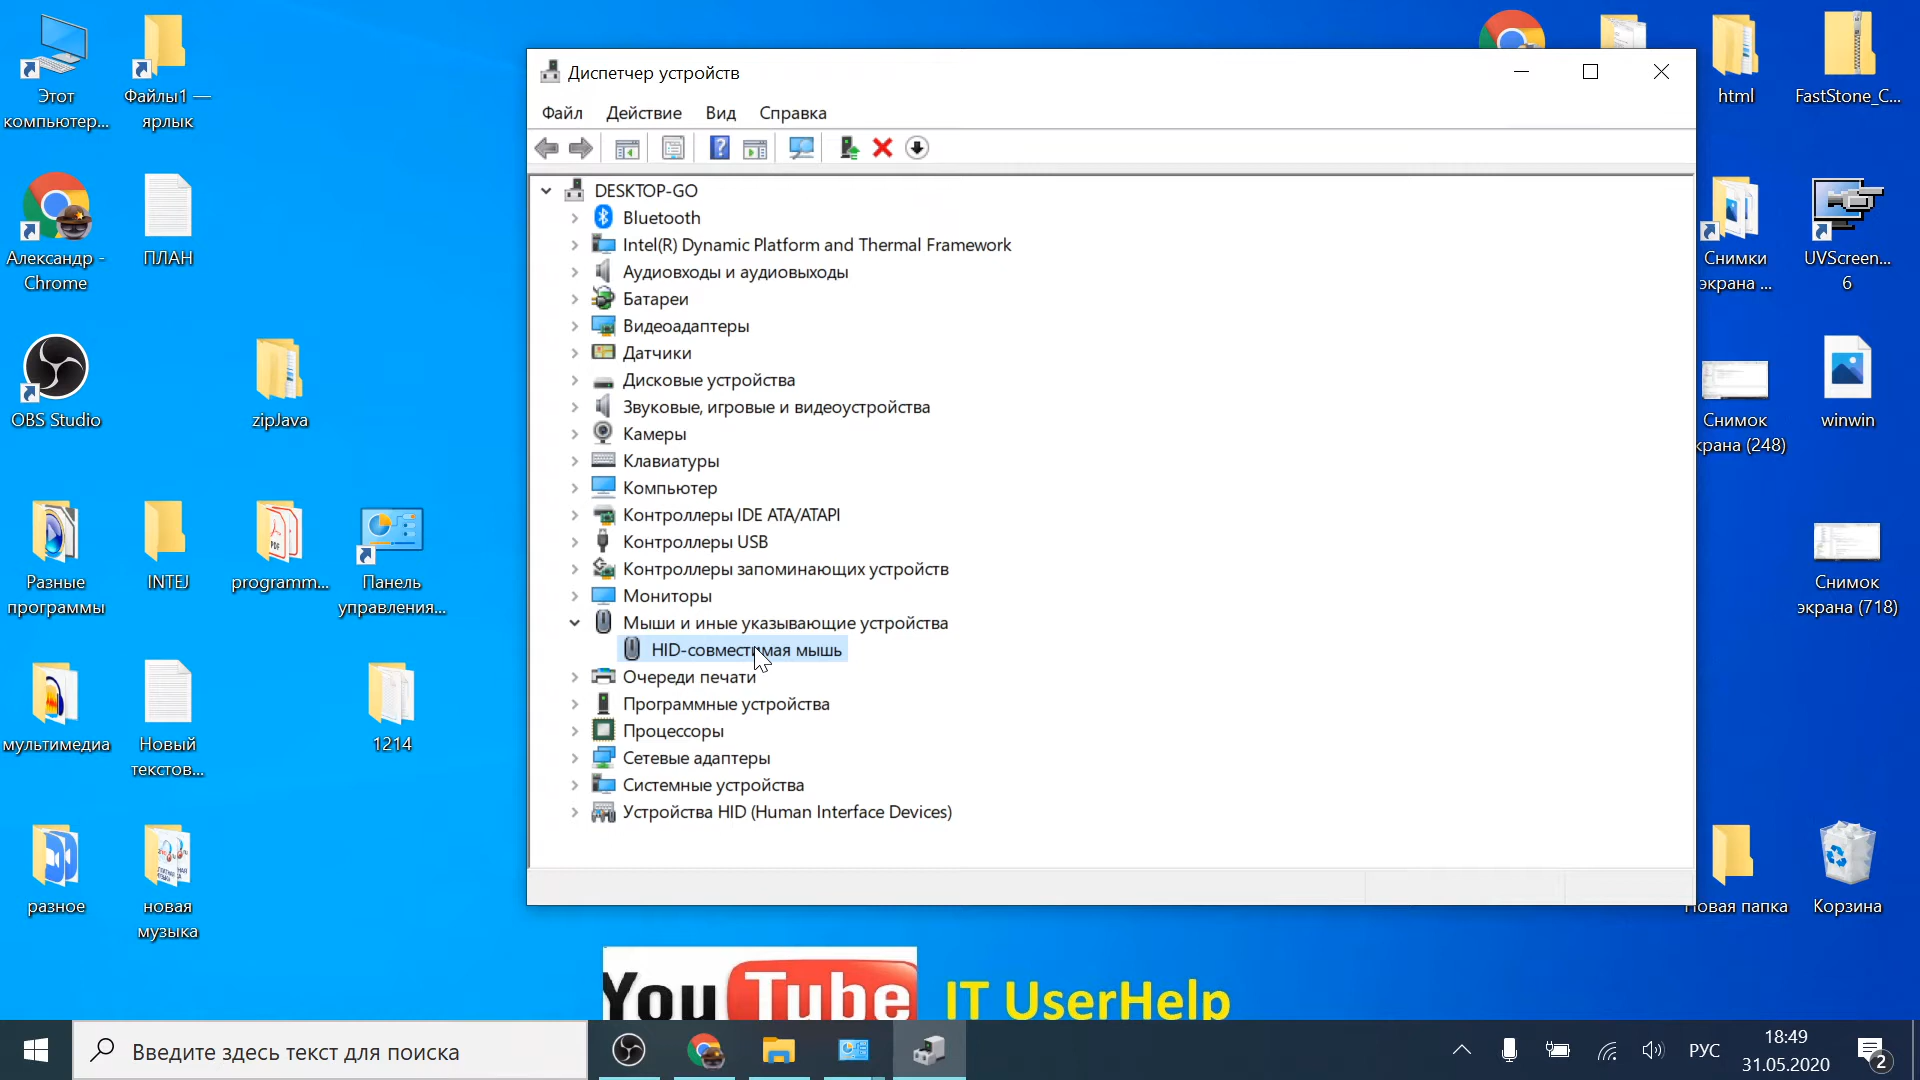 Этот
компьютер...
Файлы1 —
ярлык
Александр -
Chrome
ПЛАН
OBS Studio
zipJava
Разные
программы
INTEJ
programm...
Панель
управления...
мультимедиа
Новый
текстов...
1214
разное
новая
музыка
Диспетчер устройств
Файл
Действие
Вид
Справка
DESKTOP-GO
Bluetooth
Intel(R) Dynamic Platform and Thermal Framework
Аудиовходы и аудиовыходы
Батареи
Видеоадаптеры
Датчики
Дисковые устройства
Звуковые, игровые и видеоустройства
Камеры
Клавиатуры
Компьютер
Контроллеры IDE ATA/ATAPI
Контроллеры USB
Контроллеры запоминающих устройств
Мониторы
Мыши и иные указывающие устройства
HID-совместимая мышь
Очереди печати
Программные устройства
Процессоры
Сетевые адаптеры
Системные устройства
Устройства HID (Human Interface Devices)
html
FastStone_C...
Снимки
экрана ...
UVScreen...
6
Снимок
крана (248)
winwin
Снимок
экрана (718)
Новая папка
Корзина
YouTube
IT UserHelp
Введите здесь текст для поиска
РУС
18:49
31.05.2020
2